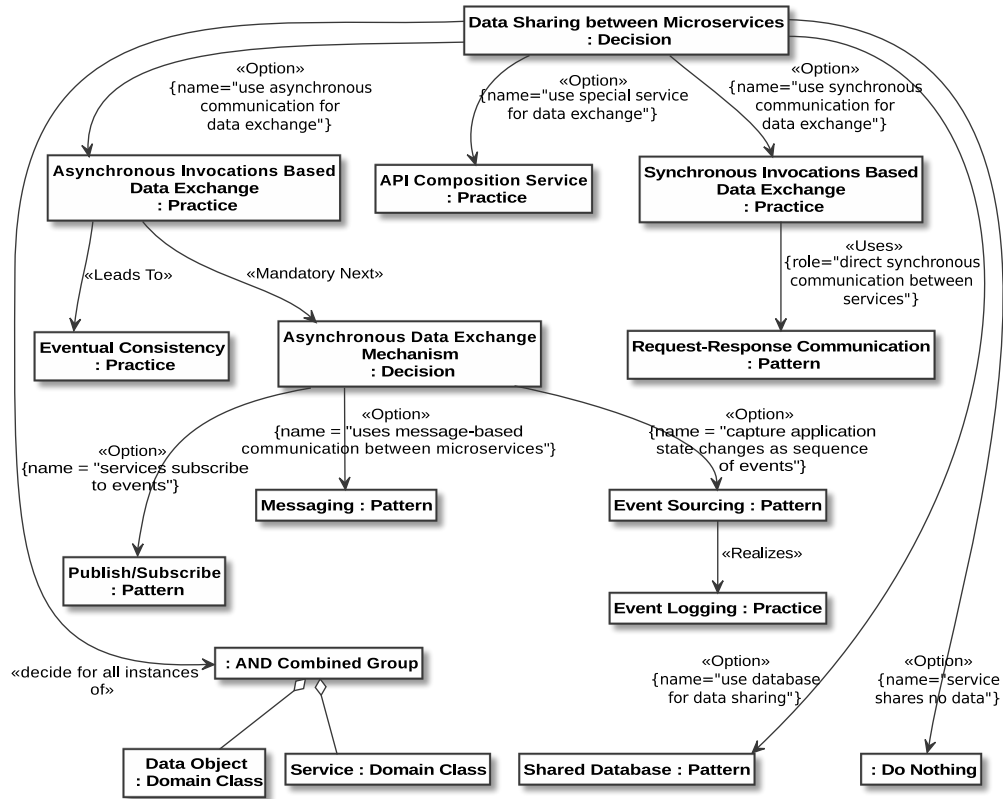 Data Sharing between Microservices
: Decision
«Option»
{name="use asynchronous
communication for
data exchange"}
«Option»
{name="use special service
for data exchange"}
«Option»
{name="use synchronous
communication for
data exchange"}
Asynchronous Invocations Based
Data Exchange
: Practice
API Composition Service
: Practice
Synchronous Invocations Based
Data Exchange
: Practice
«Leads To»
«Mandatory Next»
«Uses»
{role="direct synchronous
communication between
services"}
Eventual Consistency
: Practice
Asynchronous Data Exchange
Mechanism
: Decision
Request-Response Communication
: Pattern
«Option»
{name = "services subscribe
to events"}
«Option»
{name = "uses message-based
communication between microservices"}
«Option»
{name = "capture application
state changes as sequence
of events"}
Messaging : Pattern
Event Sourcing : Pattern
Publish/Subscribe
: Pattern
«Realizes»
Event Logging : Practice
«decide for all instances
of»
: AND Combined Group
«Option»
{name="use database
for data sharing"}
«Option»
{name="service
shares no data"}
Data Object
: Domain Class
Service : Domain Class
Shared Database : Pattern
: Do Nothing